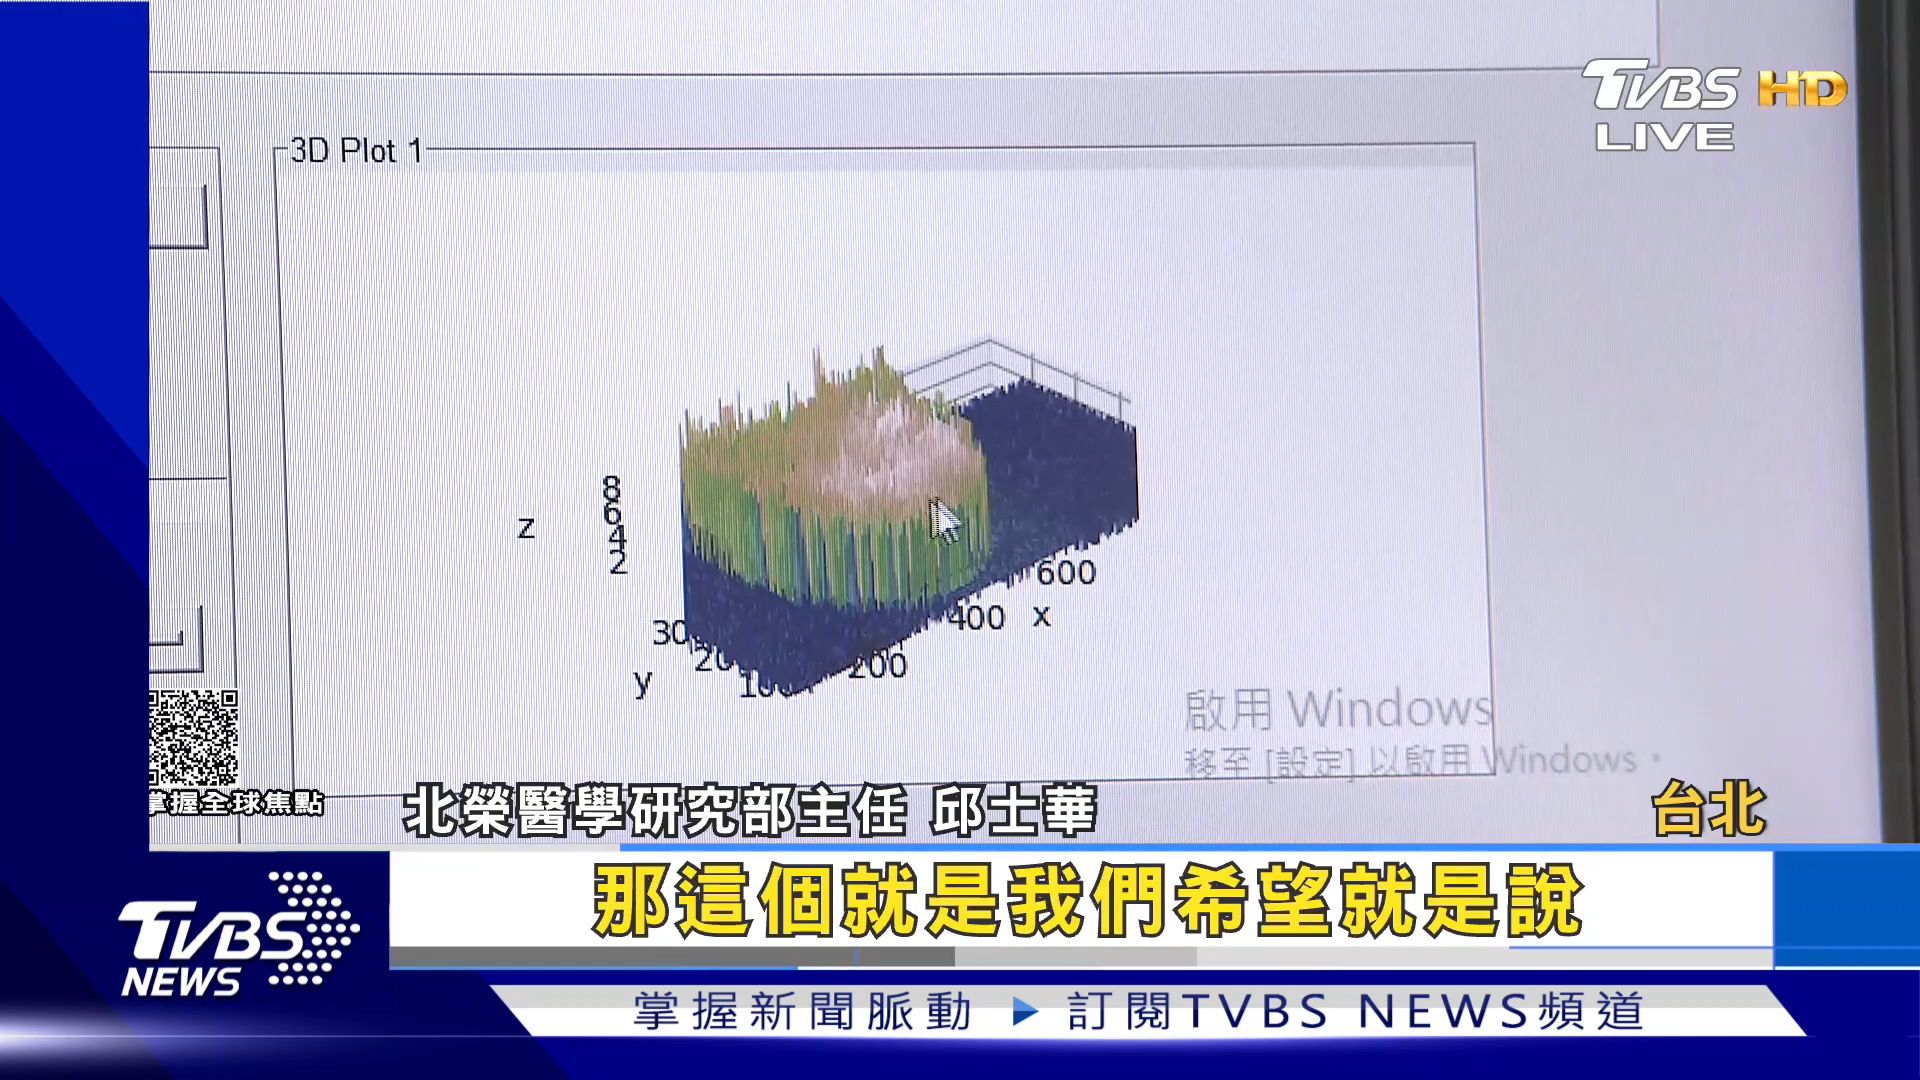 TVBS HD
LIVE
3D Plot 1
z
8
6
4
2
y
x
600
400
200
啟用 Windows
移至 [設定] 以啟用 Windows。
掌握全球焦點
北榮醫學研究部主任 邱士華
台北
那這個就是我們希望就是說
TVBS
NEWS
掌握新聞脈動 ▶ 訂閱TVBS NEWS頻道